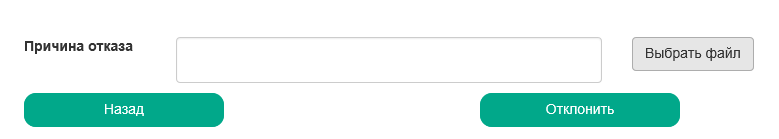 Причина отказа
Выбрать файл
Назад
Отклонить